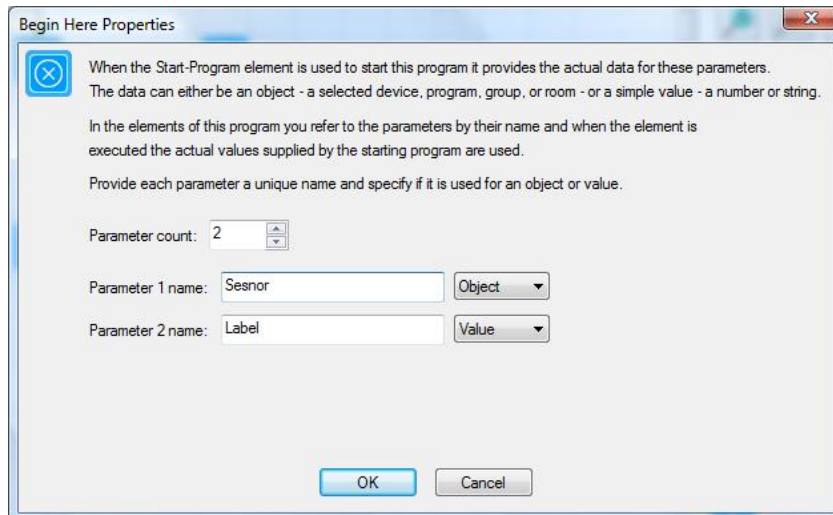 Begin Here Properties
When the Start-Program element is used to start this program it provides the actual data for these parameters.
The data can either be an object - a selected device, program, group, or room - or a simple value - a number or string.
In the elements of this program you refer to the parameters by their name and when the element is
executed the actual values supplied by the starting program are used.
Provide each parameter a unique name and specify if it is used for an object or value.
Parameter count: 2
Parameter 1 name: Sesnor Object
Parameter 2 name: Label Value
OK Cancel